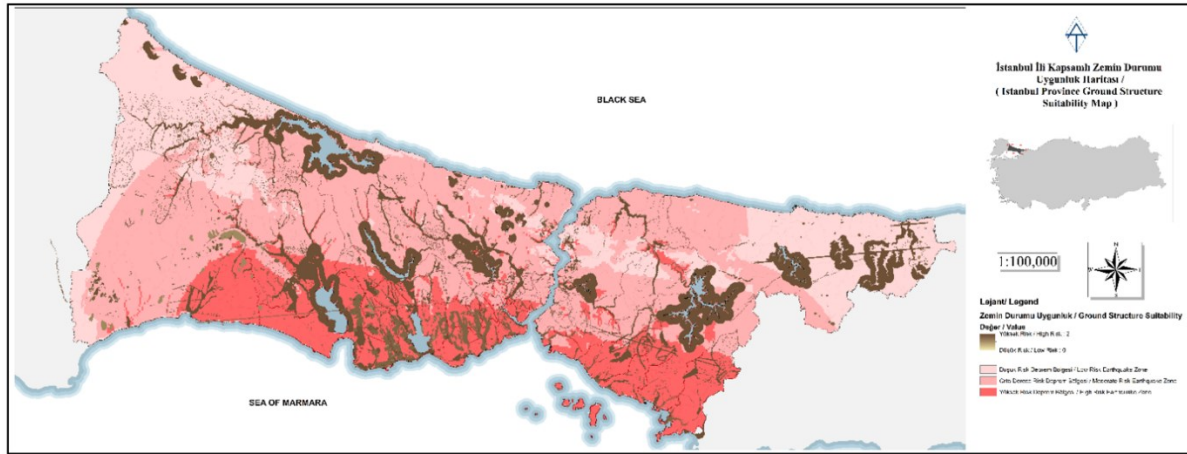 BLACK SEA
SEA OF MARMARA
İstanbul İli Kapsamlı Zemin Durumu
Uygunluk Haritası /
( Istanbul Province Ground Structure
Suitability Map )
1:100,000
N
Lejant/ Legend
Zemin Durumu Uygunluk / Ground Structure Suitability
Değer / Value
Yüksek Risk / High Risk : 2
Düşük Risk / Low Risk : 0
Düşük Risk Deprem Bölgesi / Low Risk Earthquake Zone
Orta Derece Risk Deprem Bölgesi / Moderate Risk Earthquake Zone
Yüksek Risk Deprem Bölgesi / High Risk Earthquake Zone